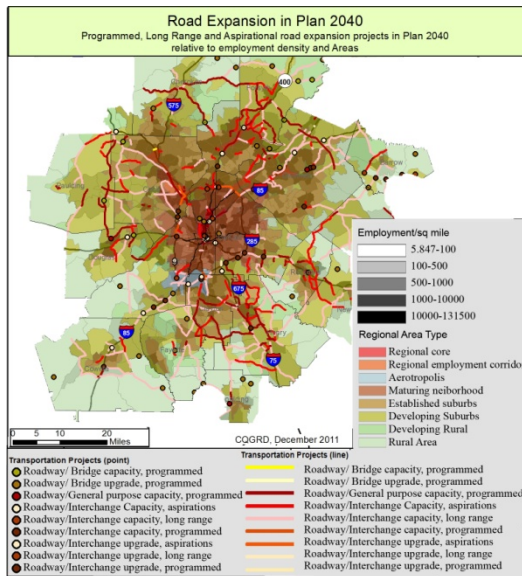 Road Expansion in Plan 2040
Programmed, Long Range and Aspirational road expansion projects in Plan 2040
relative to employment density and Areas
400
575
85
285
675
85
75
Employment/sq mile
5.847-100
100-500
500-1000
1000-10000
10000-131500
Regional Area Type
Regional core
Regional employment corridor
Aerotropolis
Maturing neiborhood
Established suburbs
Developing Suburbs
Developing Rural
Rural Area
0 5 10 20
Miles
CQGRD, December 2011
Transportation Projects (point)
Roadway/ Bridge capacity, programmed
Roadway/ Bridge upgrade, programmed
Roadway/General purpose capacity, programmed
Roadway/Interchange Capacity, aspirations
Roadway/Interchange capacity, long range
Roadway/Interchange capacity, programmed
Roadway/Interchange upgrade, aspirations
Roadway/Interchange upgrade, long range
Roadway/Interchange upgrade, programmed
Transportation Projects (line)
Roadway/ Bridge capacity, programmed
Roadway/ Bridge upgrade, programmed
Roadway/General purpose capacity, programmed
Roadway/Interchange Capacity, aspirations
Roadway/Interchange capacity, long range
Roadway/Interchange capacity, programmed
Roadway/Interchange upgrade, aspirations
Roadway/Interchange upgrade, long range
Roadway/Interchange upgrade, programmed